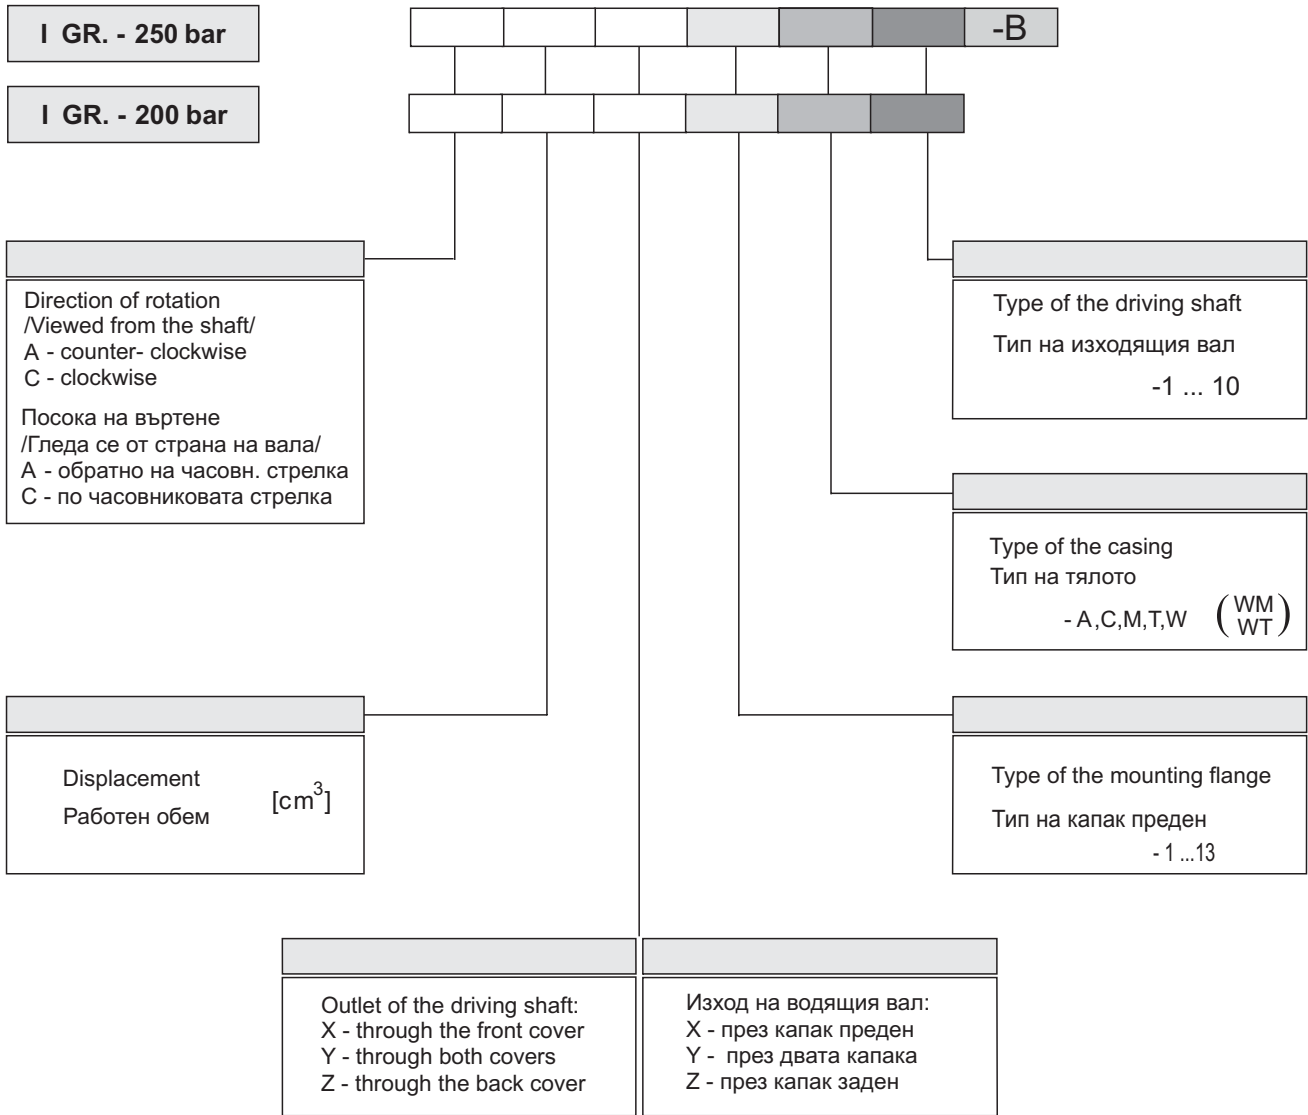 I GR. - 250 bar
-B
I GR. - 200 bar
Direction of rotation
/Viewed from the shaft/
A - counter- clockwise
C - clockwise
Посока на въртене
/Гледа се от страна на вала/
А - обратно на часовн. стрелка
С - по часовниковата стрелка
Type of the driving shaft
Тип на изходящия вал
-1 ... 10
Type of the casing
Тип на тялото
- A,C,M,T,W (WM
WT)
Displacement
Работен обем
[cm³]
Type of the mounting flange
Тип на капак преден
- 1 ...13
Outlet of the driving shaft:
X - through the front cover
Y - through both covers
Z - through the back cover
Изход на водящия вал:
X - през капак преден
Y - през двата капака
Z - през капак заден